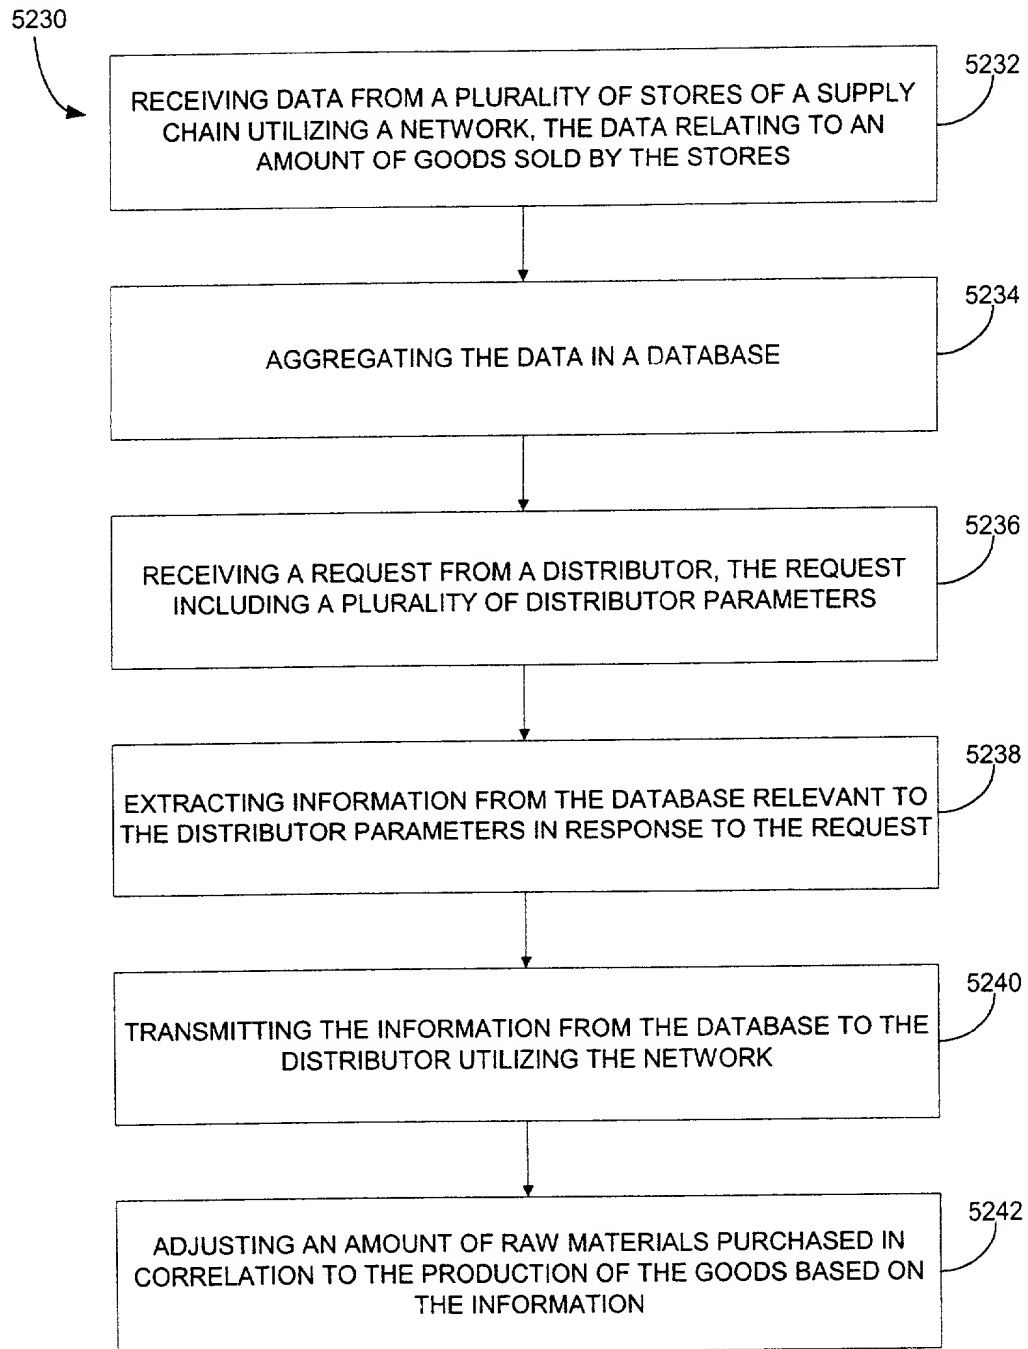 5230
5232
RECEIVING DATA FROM A PLURALITY OF STORES OF A SUPPLY
CHAIN UTILIZING A NETWORK, THE DATA RELATING TO AN
AMOUNT OF GOODS SOLD BY THE STORES
5234
AGGREGATING THE DATA IN A DATABASE
5236
RECEIVING A REQUEST FROM A DISTRIBUTOR, THE REQUEST
INCLUDING A PLURALITY OF DISTRIBUTOR PARAMETERS
5238
EXTRACTING INFORMATION FROM THE DATABASE RELEVANT TO
THE DISTRIBUTOR PARAMETERS IN RESPONSE TO THE REQUEST
5240
TRANSMITTING THE INFORMATION FROM THE DATABASE TO THE
DISTRIBUTOR UTILIZING THE NETWORK
5242
ADJUSTING AN AMOUNT OF RAW MATERIALS PURCHASED IN
CORRELATION TO THE PRODUCTION OF THE GOODS BASED ON
THE INFORMATION